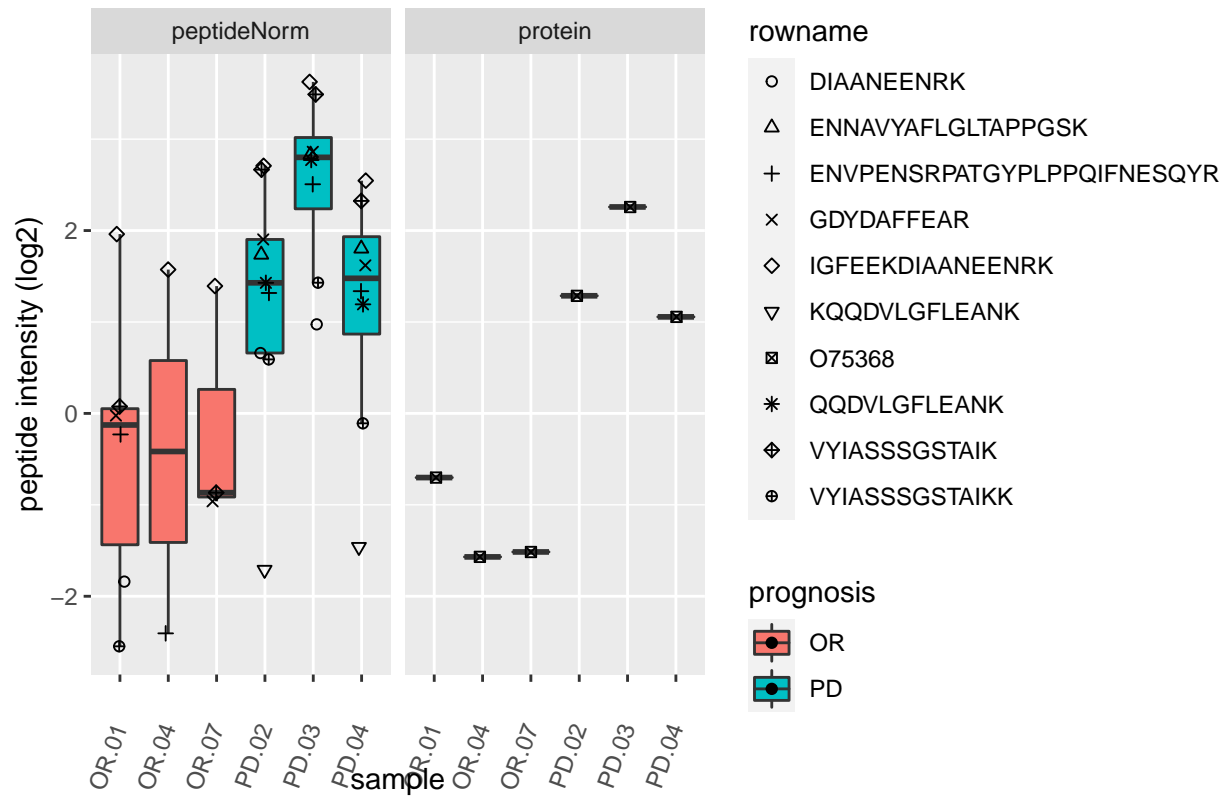 peptideNorm
protein
peptide intensity (log2)
2
0
−2
OR.01
OR.04
OR.07
PD.02
PD.03
PD.04
OR.01
OR.04
OR.07
PD.02
PD.03
PD.04
sample
rowname
DIAANEENRK
ENNAVYAFLGLTAPPGSK
ENVPENSRPATGYPLPPQIFNESQYR
GDYDAFFEAR
IGFEEKDIAANEENRK
KQQDVLGFLEANK
O75368
QQDVLGFLEANK
VYIASSSGSTAIK
VYIASSSGSTAIKK
prognosis
OR
PD